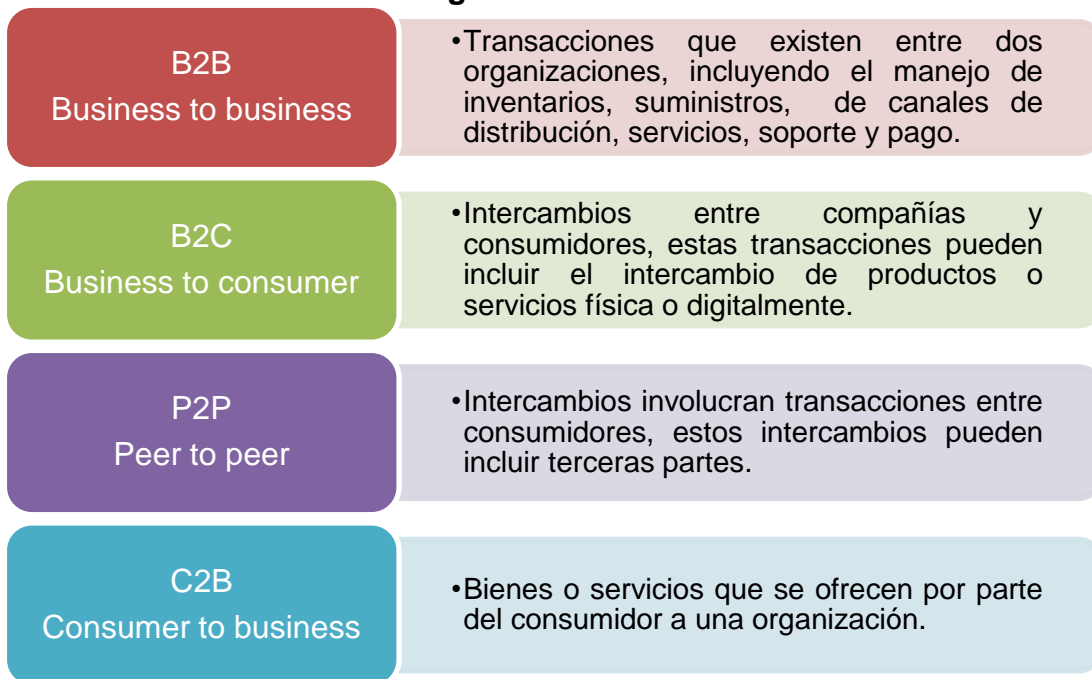 B2B
Business to business
•Transacciones que existen entre dos
organizaciones, incluyendo el manejo de
inventarios, suministros, de canales de
distribución, servicios, soporte y pago.
B2C
Business to consumer
•Intercambios entre compañías y
consumidores, estas transacciones pueden
incluir el intercambio de productos o
servicios física o digitalmente.
P2P
Peer to peer
•Intercambios involucran transacciones entre
consumidores, estos intercambios pueden
incluir terceras partes.
C2B
Consumer to business
•Bienes o servicios que se ofrecen por parte
del consumidor a una organización.